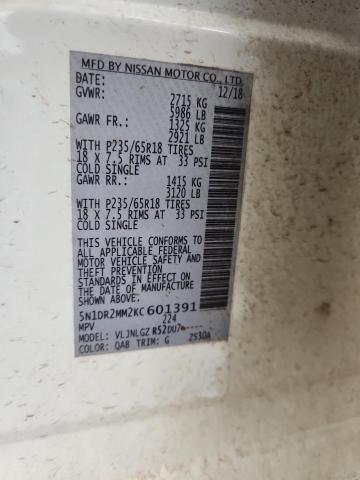 MFD BY NISSAN MOTOR CO., LTD.
DATE: 12/18
GVWR: 2715 KG
5986 LB
GAWR FR.: 1325 KG
2921 LB
WITH P235/65R18 TIRES
18 X 7.5 RIMS AT 33 PSI
COLD SINGLE
GAWR RR.: 1415 KG
3120 LB
WITH P235/65R18 TIRES
18 X 7.5 RIMS AT 33 PSI
COLD SINGLE
THIS VEHICLE CONFORMS TO
ALL APPLICABLE FEDERAL
MOTOR VEHICLE SAFETY
STANDARDS IN EFFECT ON
THE DATE OF MANUFACTURE
SHOWN ABOVE.
5N1DR2MM2KC601391
MPV 224
MODEL: VLJNLGZ
COLOR: QAB TRIM: G 2530A